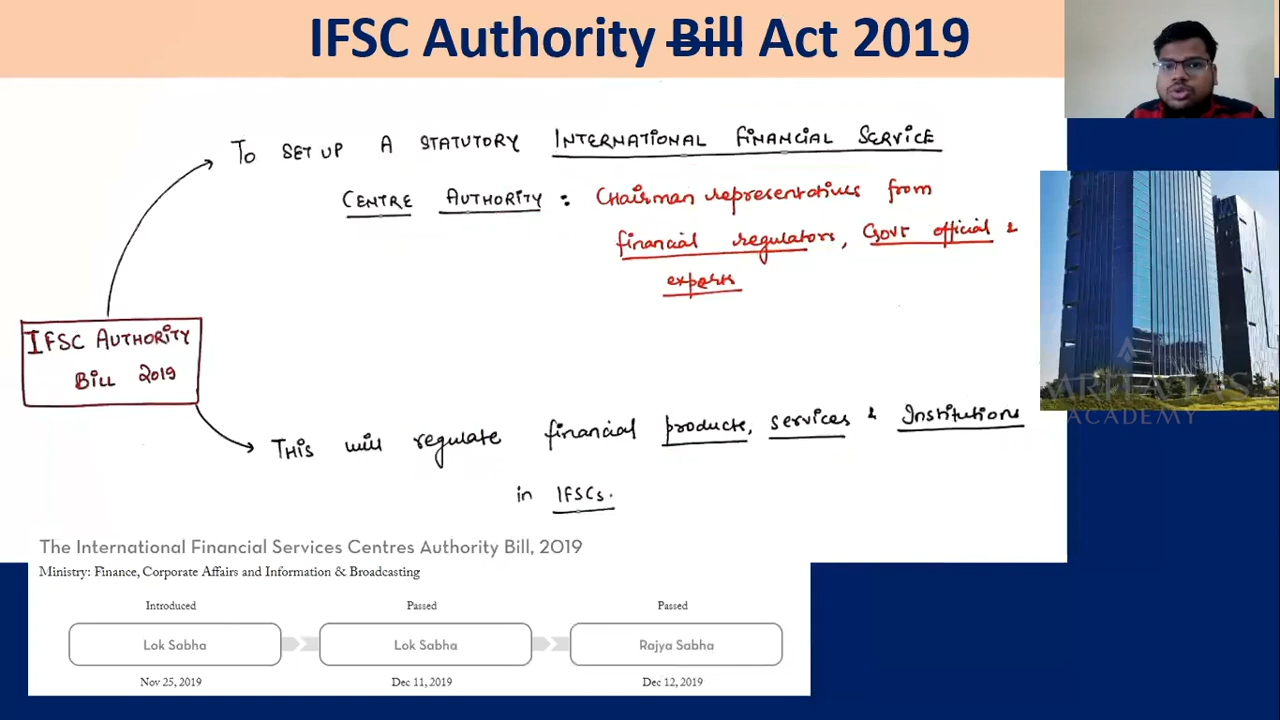 IFSC Authority Bill Act 2019
To SET UP A STATUTORY INTERNATIONAL FINANCIAL SERVICE
CENTRE AUTHORITY : Chairman representatives from
financial regulators, Govt official &
experts
IFSC AUTHORITY
BILL 2019
THis will regulate financial products, services & Institutions
in IFSCs.
The International Financial Services Centres Authority Bill, 2019
Ministry: Finance, Corporate Affairs and Information & Broadcasting
Introduced Passed Passed
Lok Sabha Lok Sabha Rajya Sabha
Nov 25, 2019 Dec 11, 2019 Dec 12, 2019
ACADEMY